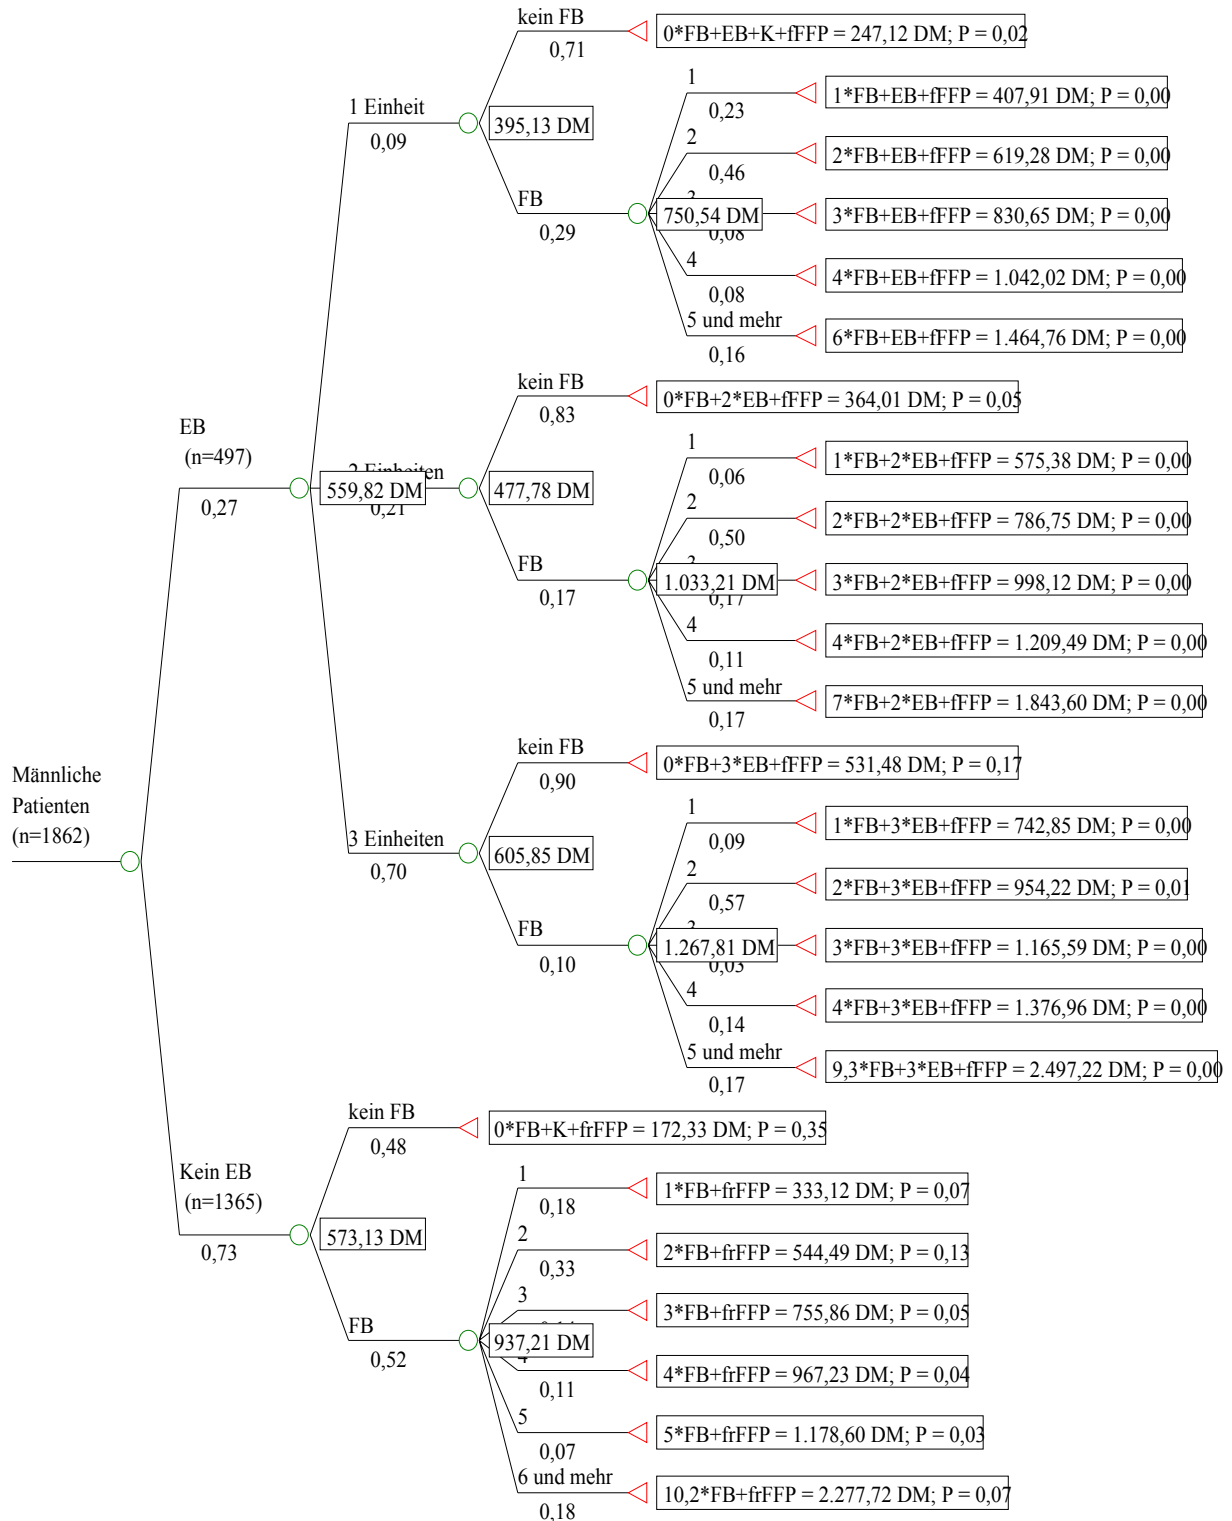 kein FB
0,71
0*FB+EB+K+fFFP = 247,12 DM; P = 0,02
1 Einheit
0,09
395,13 DM
1
0,23
1*FB+EB+fFFP = 407,91 DM; P = 0,00
2
0,46
2*FB+EB+fFFP = 619,28 DM; P = 0,00
FB
0,29
750,54 DM
0,08
3*FB+EB+fFFP = 830,65 DM; P = 0,00
4
0,08
4*FB+EB+fFFP = 1.042,02 DM; P = 0,00
5 und mehr
0,16
6*FB+EB+fFFP = 1.464,76 DM; P = 0,00
EB
(n=497)
0,27
559,82 DM
2 Einheiten
0,21
477,78 DM
kein FB
0,83
0*FB+2*EB+fFFP = 364,01 DM; P = 0,05
1
0,06
1*FB+2*EB+fFFP = 575,38 DM; P = 0,00
2
0,50
2*FB+2*EB+fFFP = 786,75 DM; P = 0,00
FB
0,17
1.033,21 DM
0,17
3*FB+2*EB+fFFP = 998,12 DM; P = 0,00
4
0,11
4*FB+2*EB+fFFP = 1.209,49 DM; P = 0,00
5 und mehr
0,17
7*FB+2*EB+fFFP = 1.843,60 DM; P = 0,00
kein FB
0,90
0*FB+3*EB+fFFP = 531,48 DM; P = 0,17
3 Einheiten
0,70
605,85 DM
1
0,09
1*FB+3*EB+fFFP = 742,85 DM; P = 0,00
2
0,57
2*FB+3*EB+fFFP = 954,22 DM; P = 0,01
FB
0,10
1.267,81 DM
0,03
3*FB+3*EB+fFFP = 1.165,59 DM; P = 0,00
4
0,14
4*FB+3*EB+fFFP = 1.376,96 DM; P = 0,00
5 und mehr
0,17
9,3*FB+3*EB+fFFP = 2.497,22 DM; P = 0,00
Männliche
Patienten
(n=1862)
Kein EB
(n=1365)
0,73
573,13 DM
kein FB
0,48
0*FB+K+frFFP = 172,33 DM; P = 0,35
1
0,18
1*FB+frFFP = 333,12 DM; P = 0,07
2
0,33
2*FB+frFFP = 544,49 DM; P = 0,13
3
3*FB+frFFP = 755,86 DM; P = 0,05
FB
0,52
937,21 DM
4
0,11
4*FB+frFFP = 967,23 DM; P = 0,04
5
0,07
5*FB+frFFP = 1.178,60 DM; P = 0,03
6 und mehr
0,18
10,2*FB+frFFP = 2.277,72 DM; P = 0,07